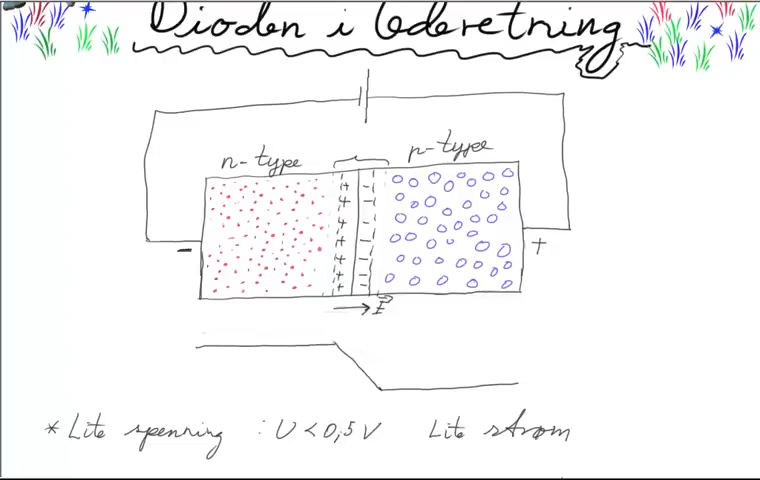 Dioden i lederetning
n-type p-type
+ -
+ -
+ -
+ -
+ -
+ -
- +
E
* Lite spenning : U < 0,5 V Lite strøm